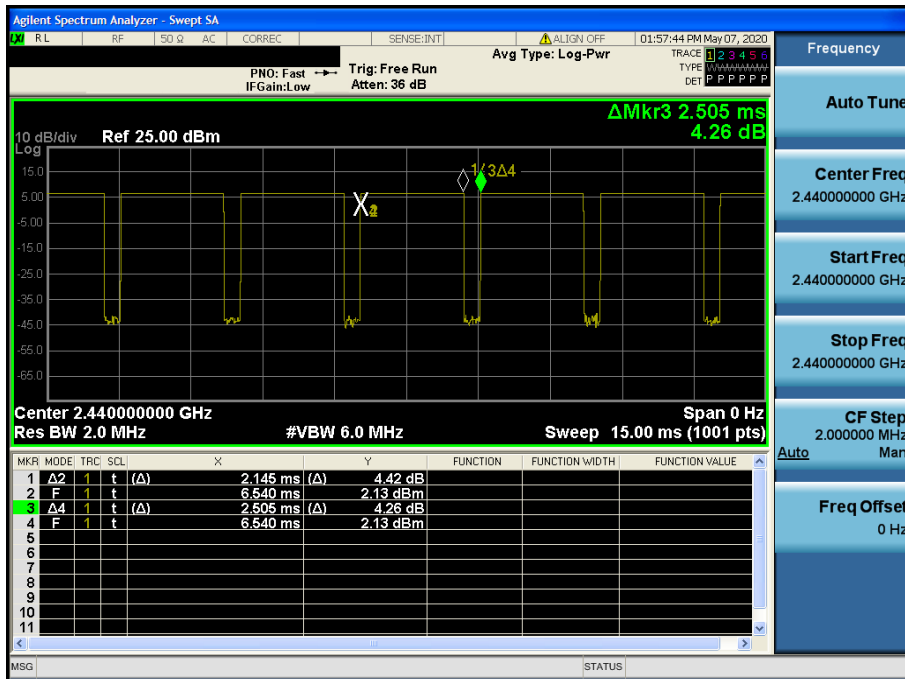 Agilent Spectrum Analyzer - Swept SA
LXI RL RF 50 Ω AC CORREC SENSE:INT ALIGN OFF 01:57:44 PM May 07, 2020
Avg Type: Log-Pwr TRACE 1 2 3 4 5 6
PNO: Fast Trig: Free Run TYPE
IFGain:Low Atten: 36 dB DET P P P P P P
ΔMkr3 2.505 ms
4.26 dB
10 dB/div Ref 25.00 dBm
Log
15.0
5.00
-5.00
-15.0
-25.0
-35.0
-45.0
-55.0
-65.0
1/3Δ4
Center 2.440000000 GHz Span 0 Hz
Res BW 2.0 MHz #VBW 6.0 MHz Sweep 15.00 ms (1001 pts)
MKR MODE TRC SCL X Y FUNCTION FUNCTION WIDTH FUNCTION VALUE
1 Δ2 1 t (Δ) 2.145 ms (Δ) 4.42 dB
2 F 1 t 6.540 ms 2.13 dBm
3 Δ4 1 t (Δ) 2.505 ms (Δ) 4.26 dB
4 F 1 t 6.540 ms 2.13 dBm
5
6
7
8
9
10
11
MSG STATUS
Frequency
Auto Tune
Center Freq
2.440000000 GHz
Start Freq
2.440000000 GHz
Stop Freq
2.440000000 GHz
CF Step
2.000000 MHz
Auto Man
Freq Offset
0 Hz